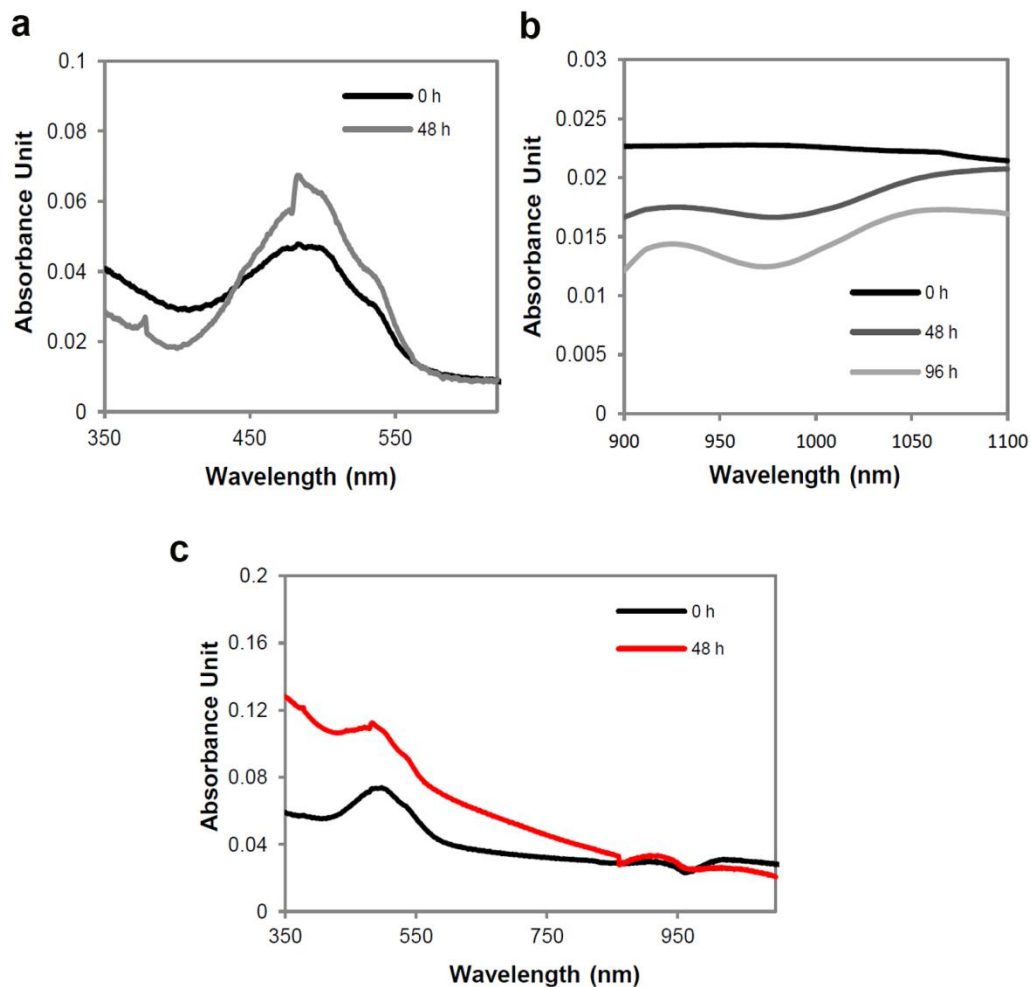 a
0.1
0.08
0.06
0.04
0.02
0
350
450
550
Absorbance Unit
Wavelength (nm)
0 h
48 h
b
0.03
0.025
0.02
0.015
0.01
0.005
0
900
950
1000
1050
1100
Absorbance Unit
Wavelength (nm)
0 h
48 h
96 h
c
0.2
0.16
0.12
0.08
0.04
0
350
550
750
950
Absorbance Unit
Wavelength (nm)
0 h
48 h